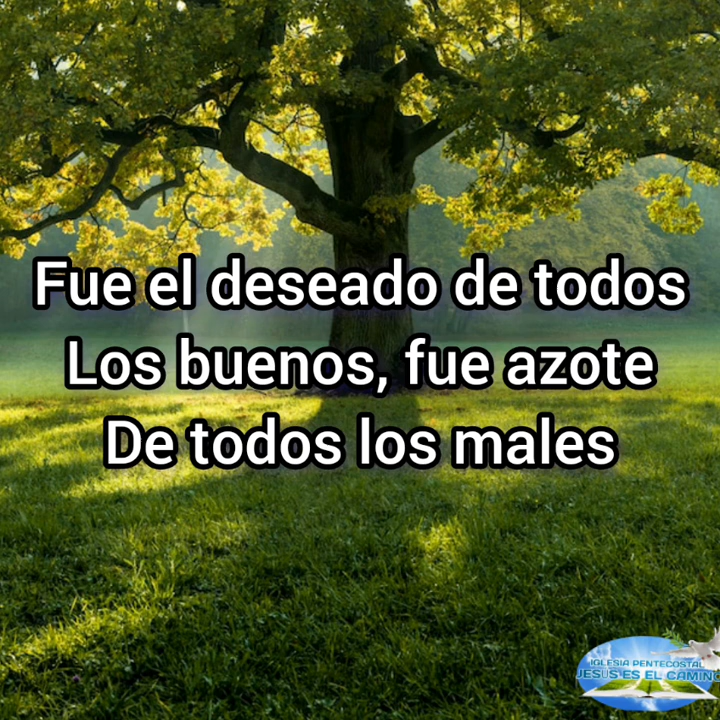 Fue el deseado de todos
Los buenos, fue azote
De todos los males
IGLESIA PENTECOSTAL
JESUS ES EL CAMINO